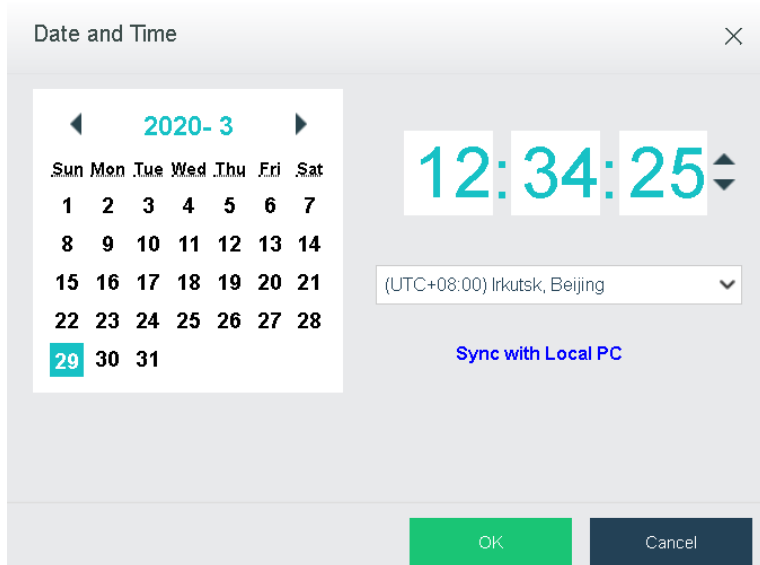 Date and Time
2020- 3
Sun Mon Tue Wed Thu Fri Sat
1 2 3 4 5 6 7
8 9 10 11 12 13 14
15 16 17 18 19 20 21
22 23 24 25 26 27 28
29 30 31
12:34:25
(UTC+08:00) Irkutsk, Beijing
Sync with Local PC
OK
Cancel